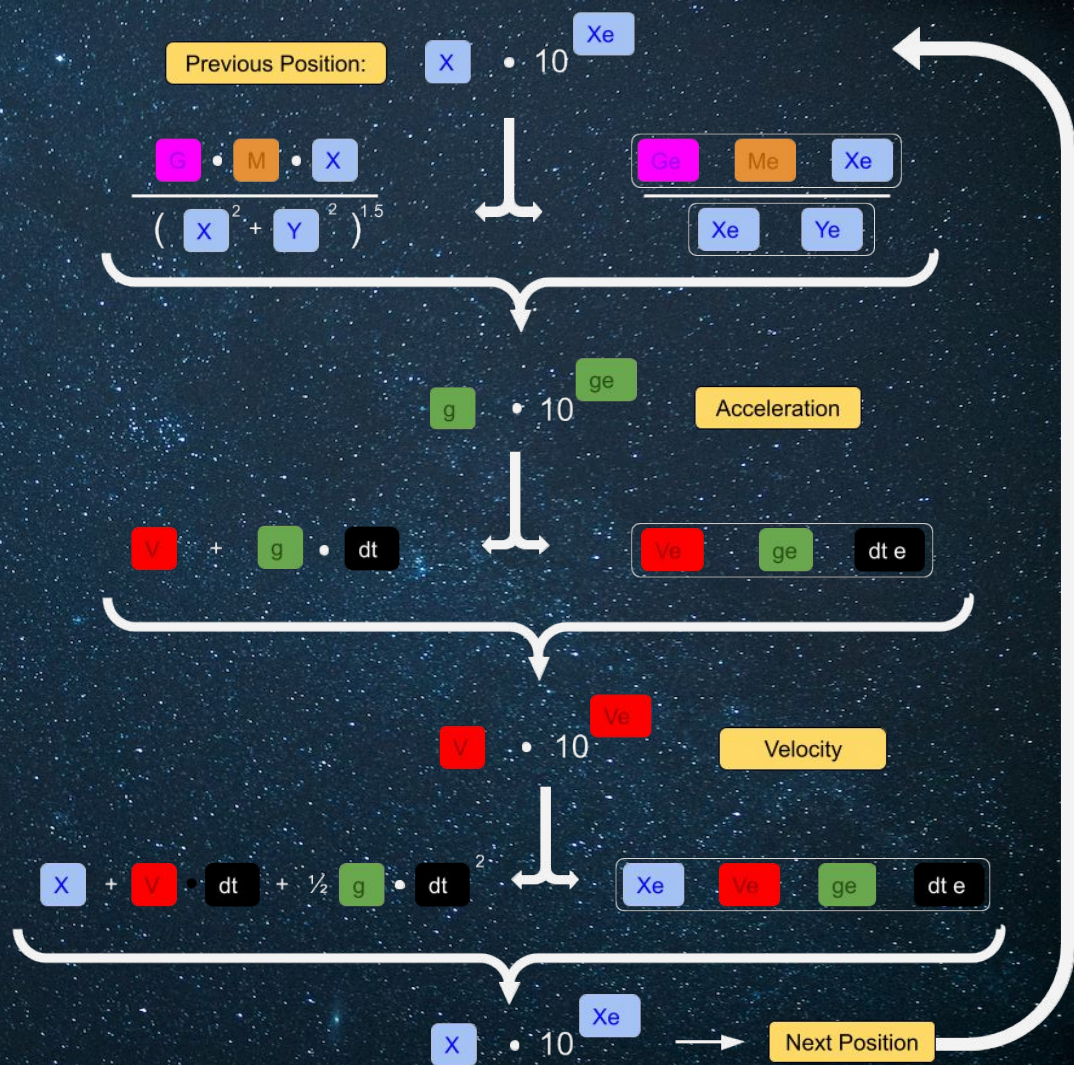 Previous Position: X • 10 Xe
G • M • X
( X 2 + Y 2 ) 1.5
Ge Me Xe
Xe Ye
g • 10 ge Acceleration
V + g • dt
Ve ge dt e
V • 10 Ve Velocity
X + V • dt + ½ g • dt 2
Xe Ve ge dt e
X • 10 Xe Next Position